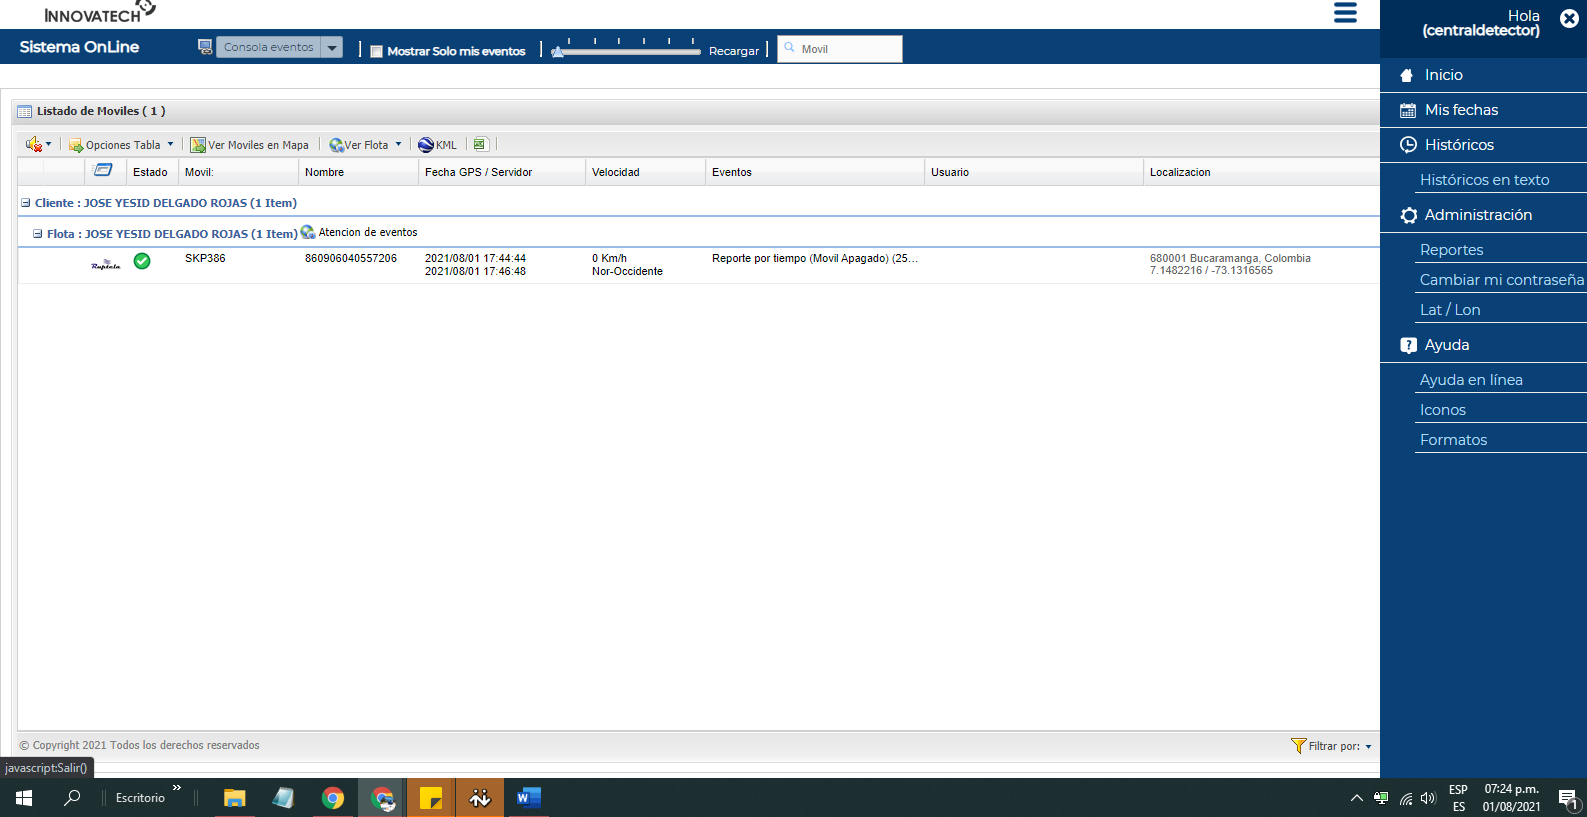 INNOVATECH
Sistema OnLine
Consola eventos
Mostrar Solo mis eventos
Recargar
Movil
Listado de Moviles ( 1 )
Opciones Tabla
Ver Moviles en Mapa
Ver Flota
KML
Estado
Movil:
Nombre
Fecha GPS / Servidor
Velocidad
Eventos
Usuario
Localizacion
Cliente : JOSE YESID DELGADO ROJAS (1 Item)
Flota : JOSE YESID DELGADO ROJAS (1 Item) Atencion de eventos
Ruptela
SKP386
860906040557206
2021/08/01 17:44:44
2021/08/01 17:46:48
0 Km/h
Nor-Occidente
Reporte por tiempo (Movil Apagado) (25...
680001 Bucaramanga, Colombia
7.1482216 / -73.1316565
© Copyright 2021 Todos los derechos reservados
Filtrar por:
javascript:Salir()
Hola
(centraldetector)
Inicio
Mis fechas
Históricos
Históricos en texto
Administración
Reportes
Cambiar mi contraseña
Lat / Lon
Ayuda
Ayuda en línea
Iconos
Formatos
Escritorio
ESP
ES
07:24 p.m.
01/08/2021
1